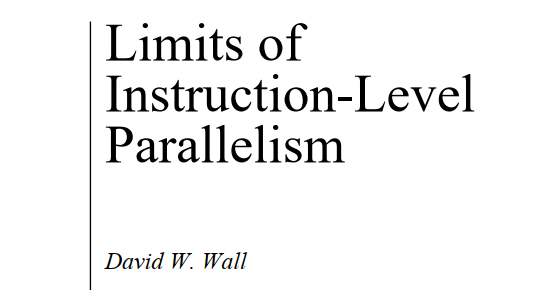 Limits of
Instruction-Level
Parallelism
David W. Wall